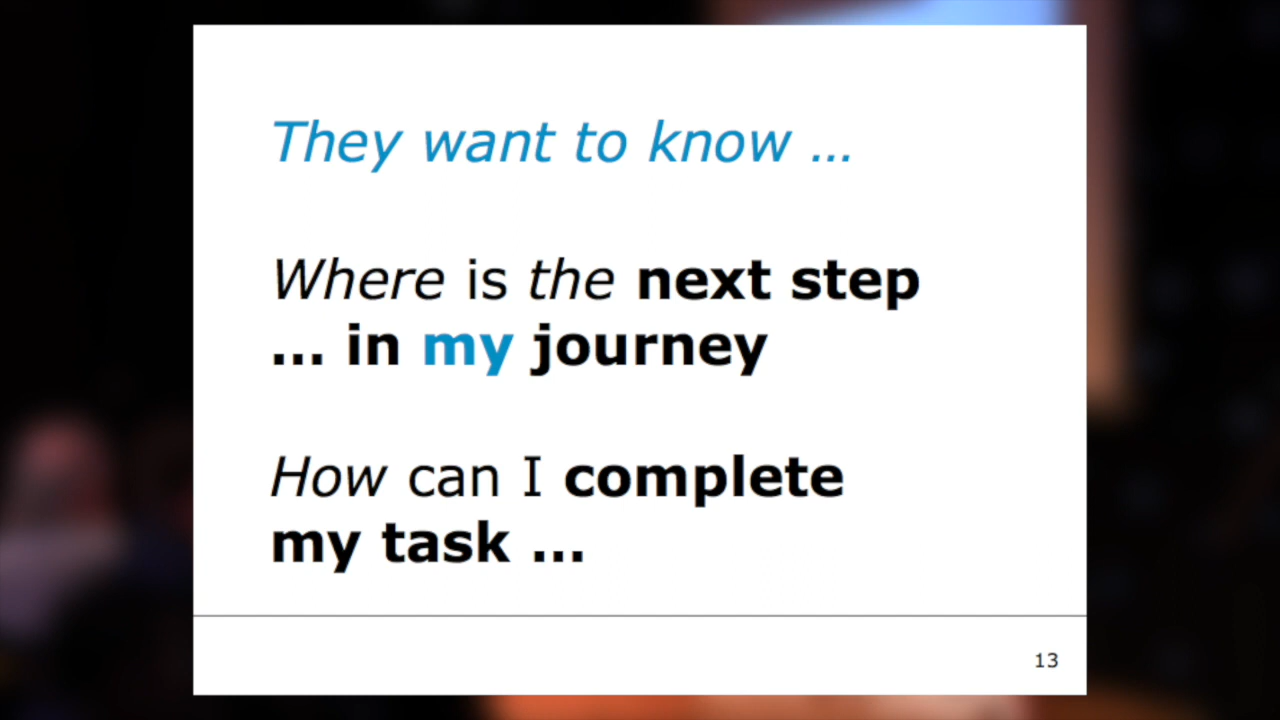 They want to know ...
Where is the next step
... in my journey
How can I complete
my task ...
13